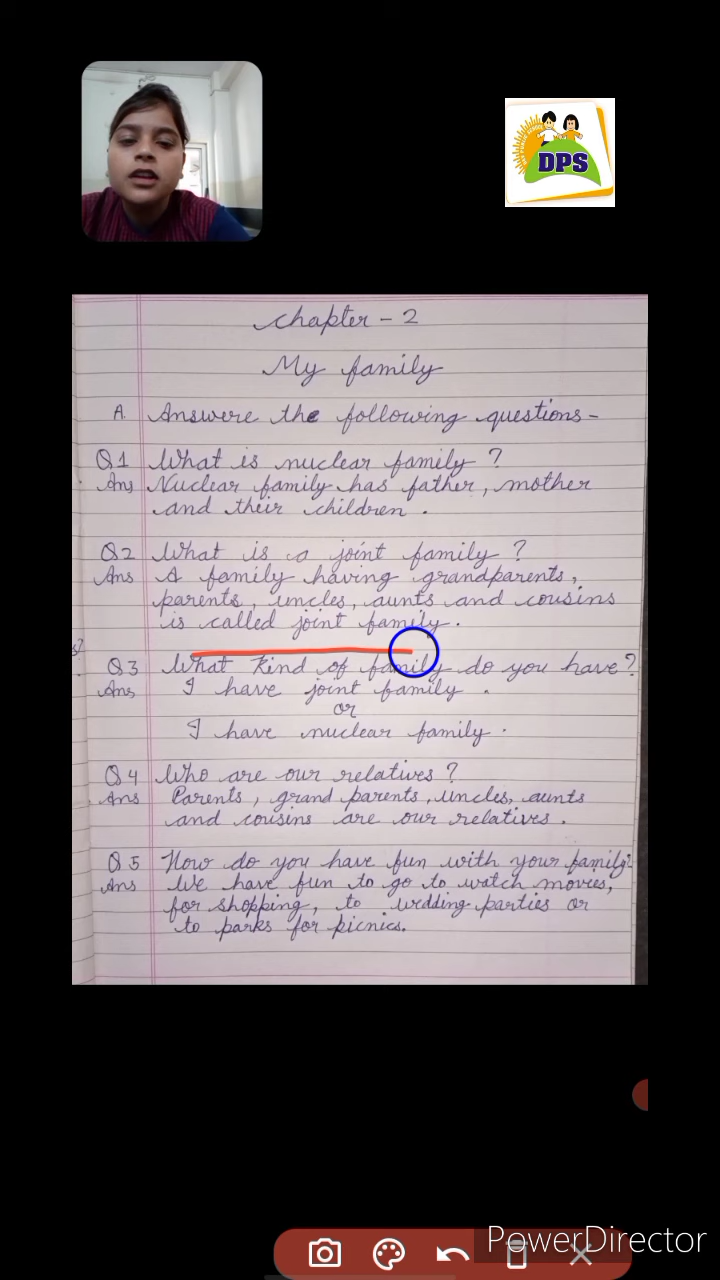 DPS
Chapter - 2
My family
A. Answere the following questions -
Q1 What is nuclear family ?
Ans Nuclear family has father, mother
and their children .
Q2 What is a joint family ?
Ans A family having grandparents,
parents, uncles, aunts and cousins
is called joint family.
s?
Q3 What kind of family do you have?
Ans I have joint family .
or
I have nuclear family .
Q4 Who are our relatives ?
Ans Parents, grand parents, uncles, aunts
and cousins are our relatives .
Q5 How do you have fun with your family?
Ans We have fun to go to watch movies,
for shopping, to wedding parties or
to parks for picnics.
PowerDirector